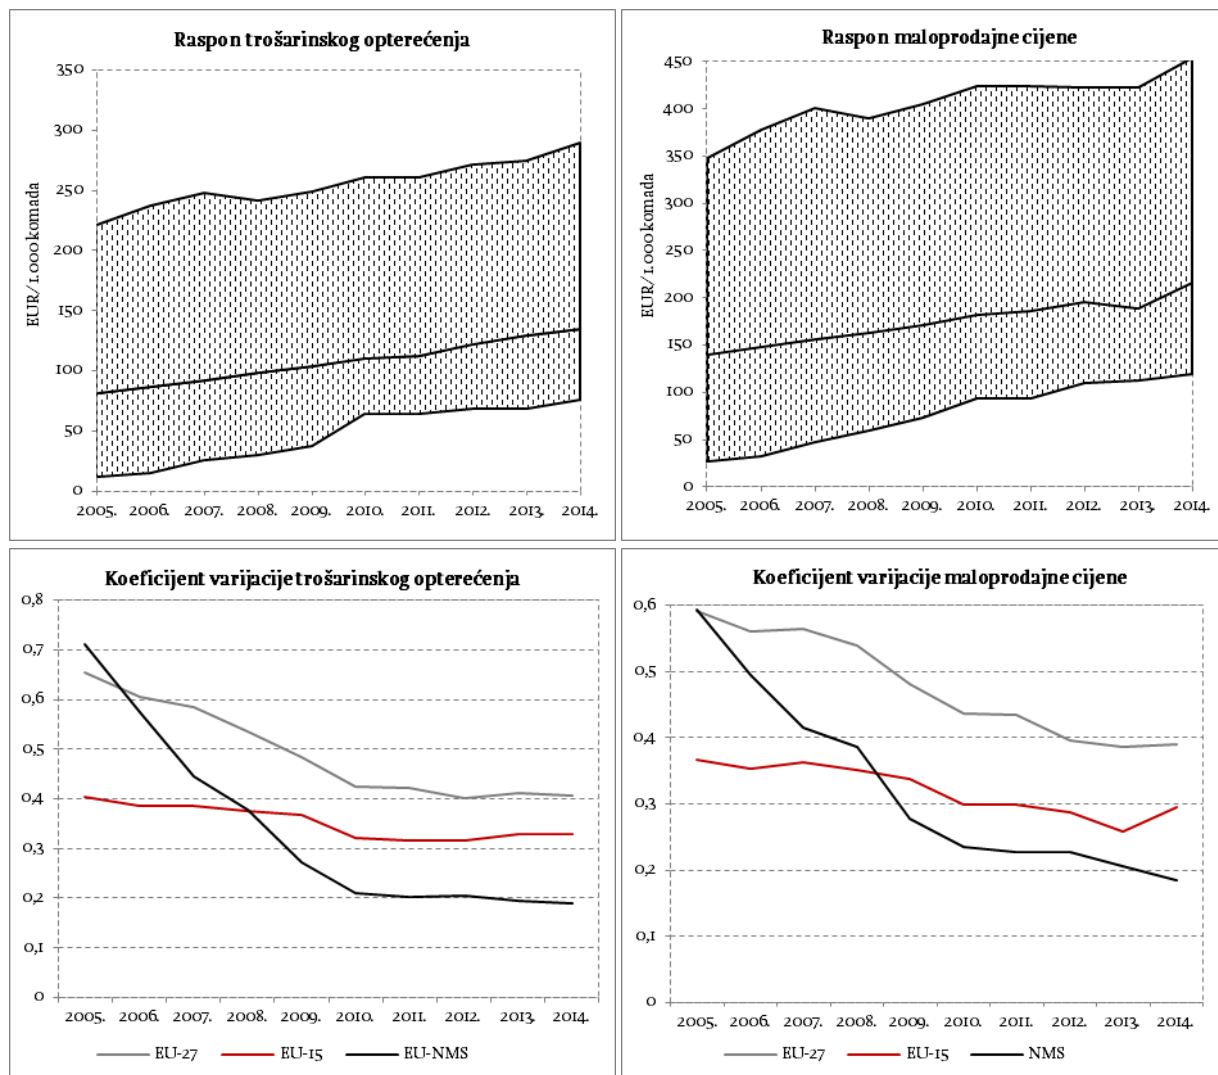 Raspon trošarinskog opterećenja
EUR/1.000 komada
350
300
250
200
150
100
50
0
2005. 2006. 2007. 2008. 2009. 2010. 2011. 2012. 2013. 2014.
Raspon maloprodajne cijene
EUR/1.000 komada
450
400
350
300
250
200
150
100
50
0
2005. 2006. 2007. 2008. 2009. 2010. 2011. 2012. 2013. 2014.
Koeficijent varijacije trošarinskog opterećenja
0,8
0,7
0,6
0,5
0,4
0,3
0,2
0,1
0
2005. 2006. 2007. 2008. 2009. 2010. 2011. 2012. 2013. 2014.
EU-27 EU-15 EU-NMS
Koeficijent varijacije maloprodajne cijene
0,6
0,5
0,4
0,3
0,2
0,1
0
2005. 2006. 2007. 2008. 2009. 2010. 2011. 2012. 2013. 2014.
EU-27 EU-15 NMS